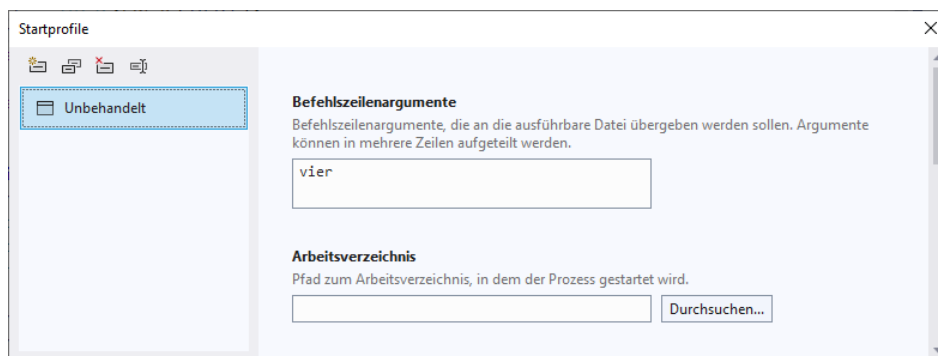 Startprofile
Unbehandelt
Befehlszeilenargumente
Befehlszeilenargumente, die an die ausführbare Datei übergeben werden sollen. Argumente
können in mehrere Zeilen aufgeteilt werden.
vier
Arbeitsverzeichnis
Pfad zum Arbeitsverzeichnis, in dem der Prozess gestartet wird.
Durchsuchen...